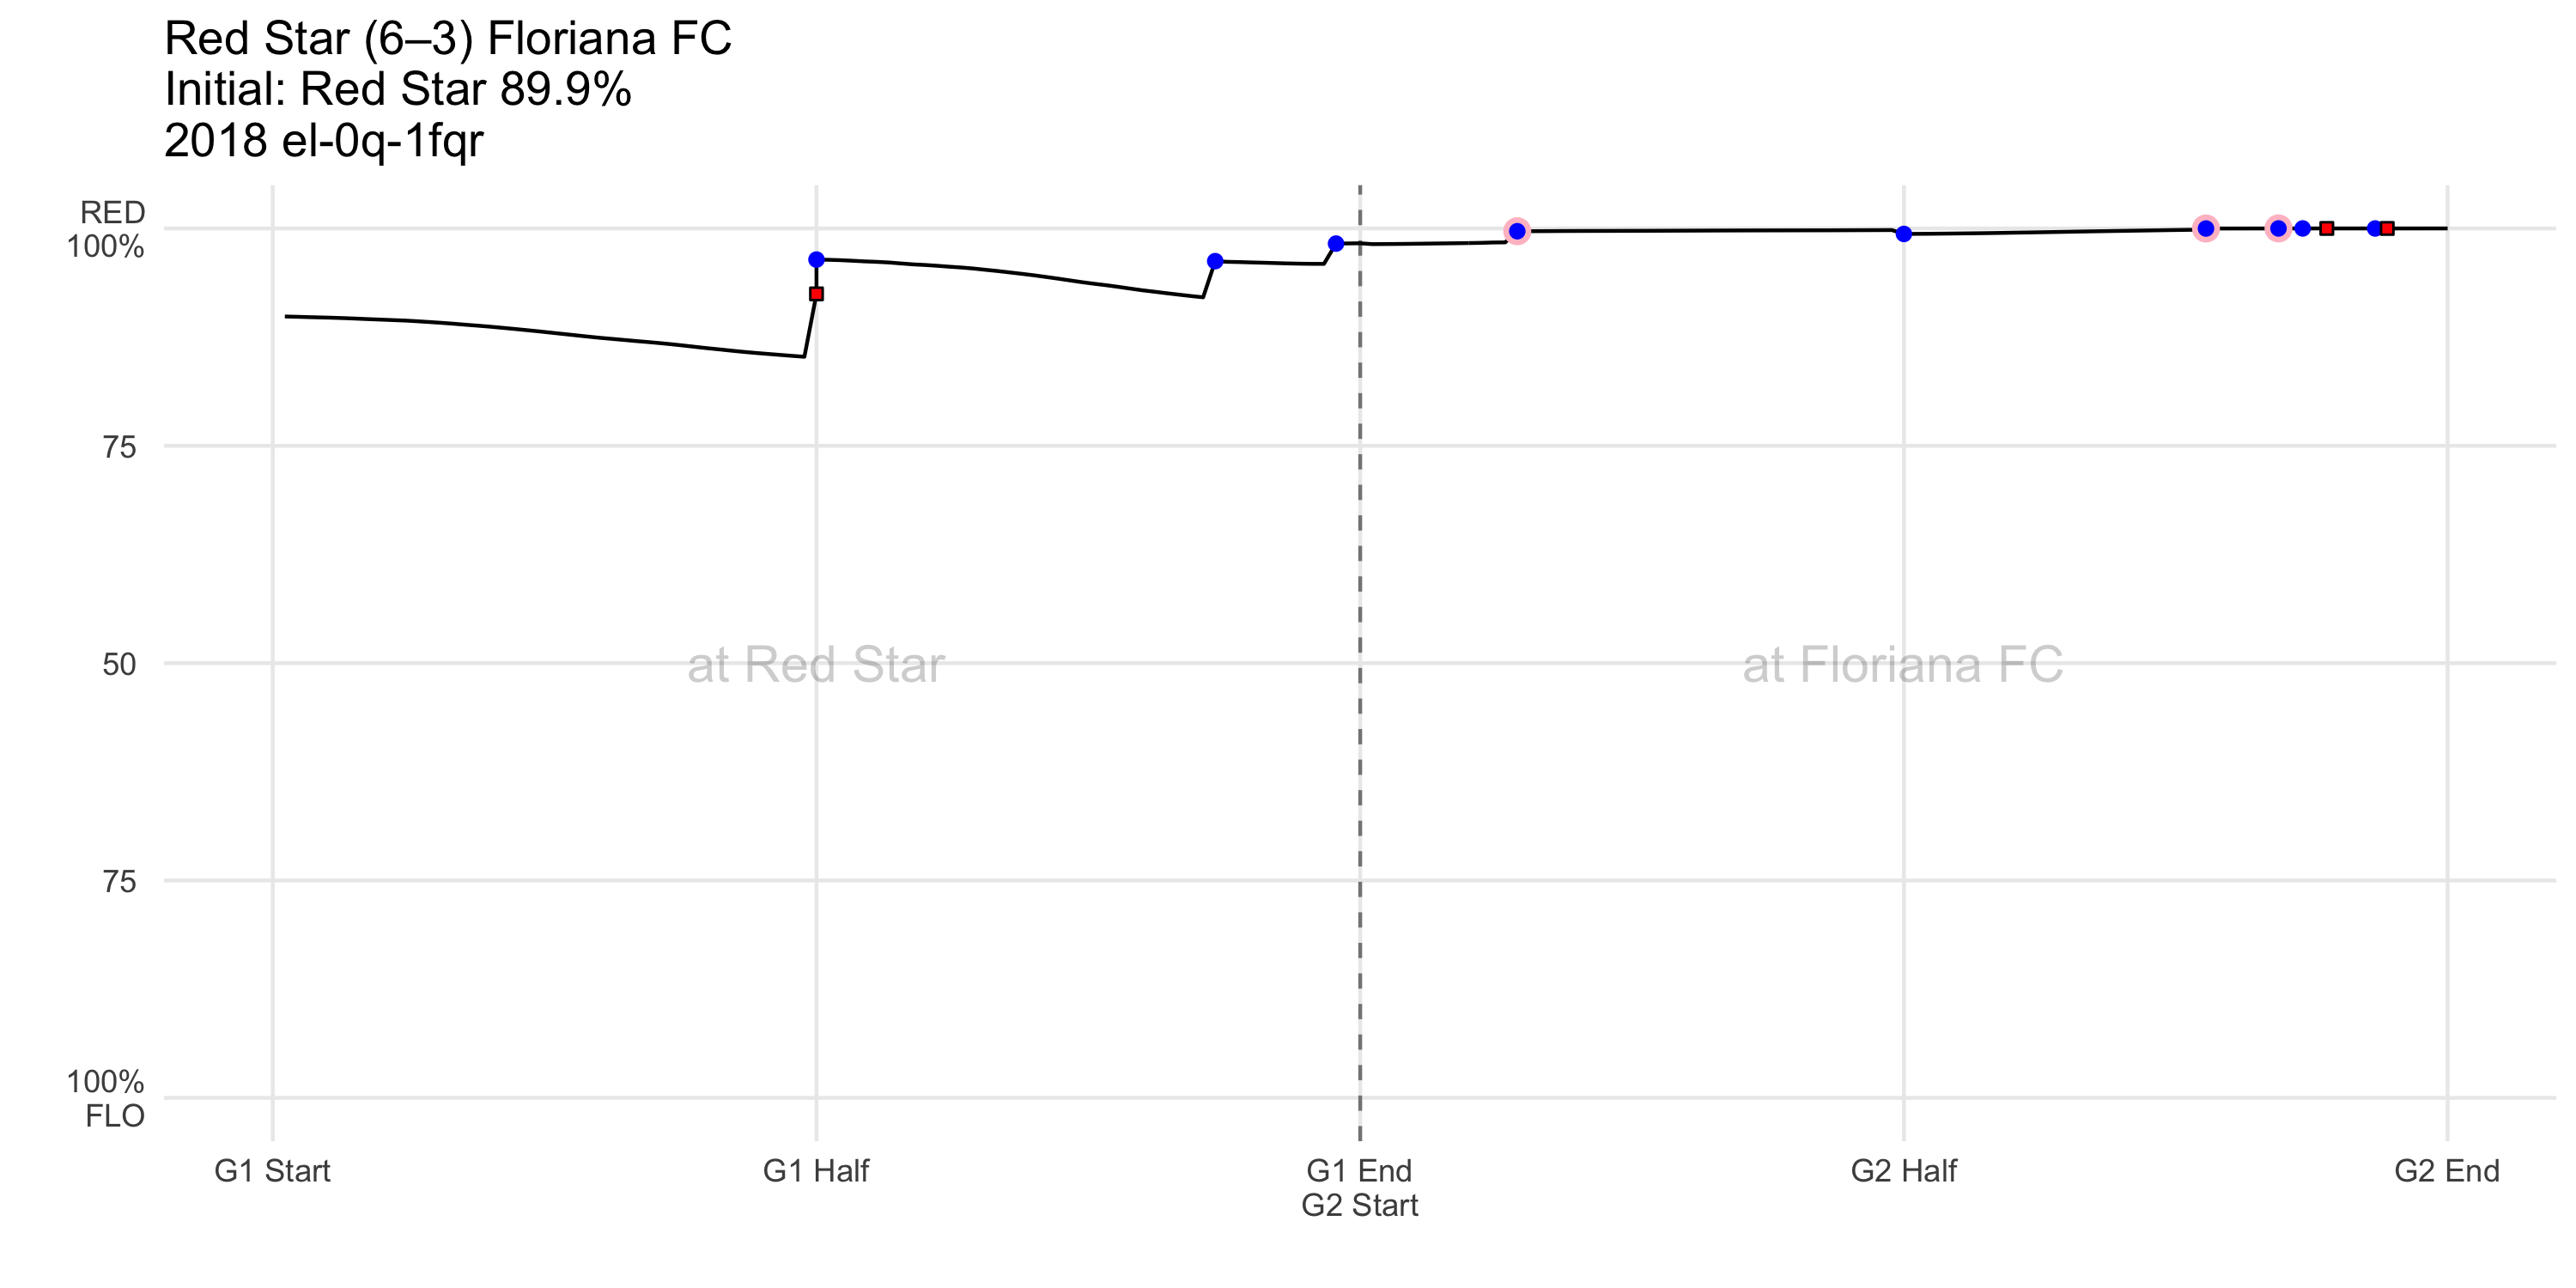 Red Star (6–3) Floriana FC
Initial: Red Star 89.9%
2018 el-0q-1fqr
RED
100%
75
50
75
100%
FLO
at Red Star
at Floriana FC
G1 Start
G1 Half
G1 End
G2 Start
G2 Half
G2 End